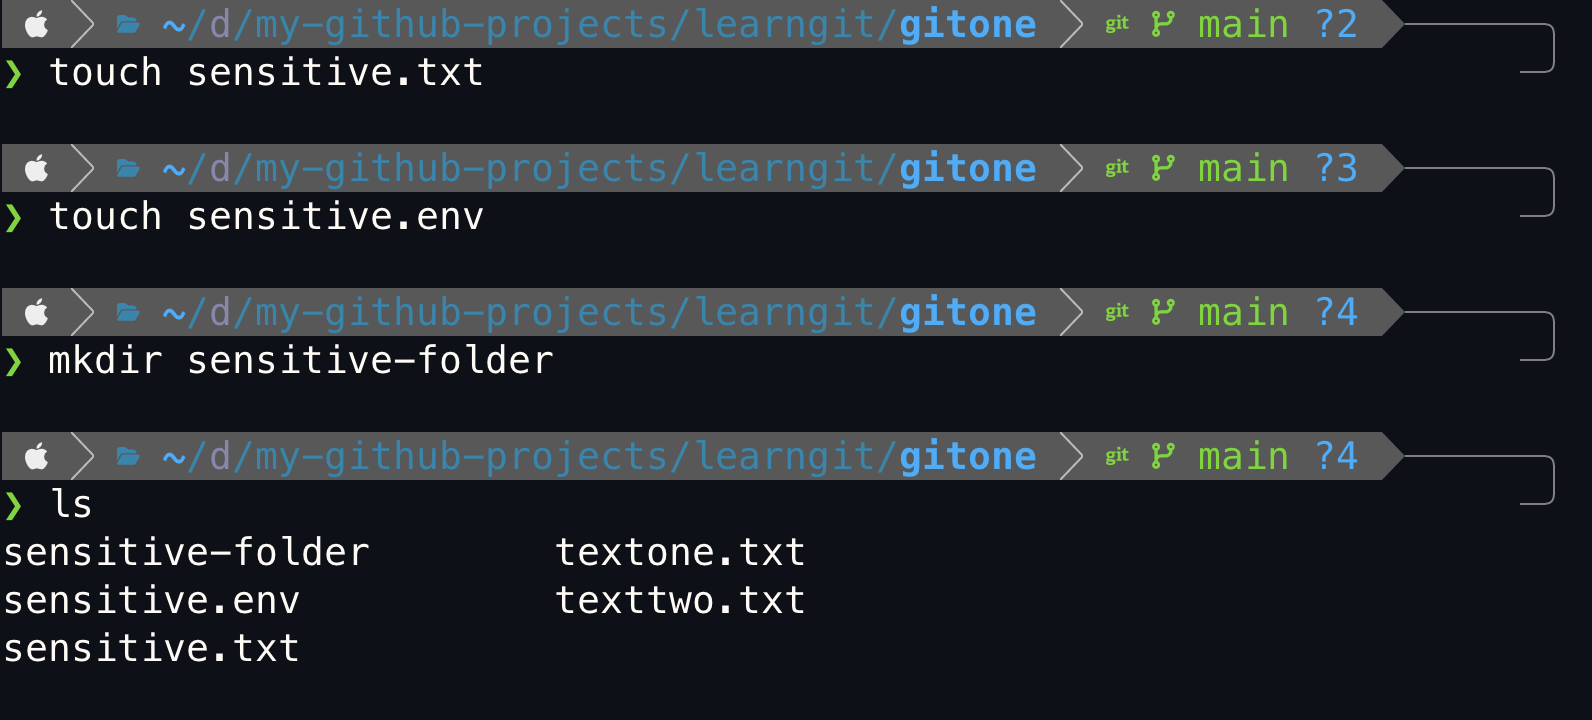 ~/d/my-github-projects/learngit/gitone git main ?2
❯ touch sensitive.txt
~/d/my-github-projects/learngit/gitone git main ?3
❯ touch sensitive.env
~/d/my-github-projects/learngit/gitone git main ?4
❯ mkdir sensitive-folder
~/d/my-github-projects/learngit/gitone git main ?4
❯ ls
sensitive-folder textone.txt
sensitive.env texttwo.txt
sensitive.txt